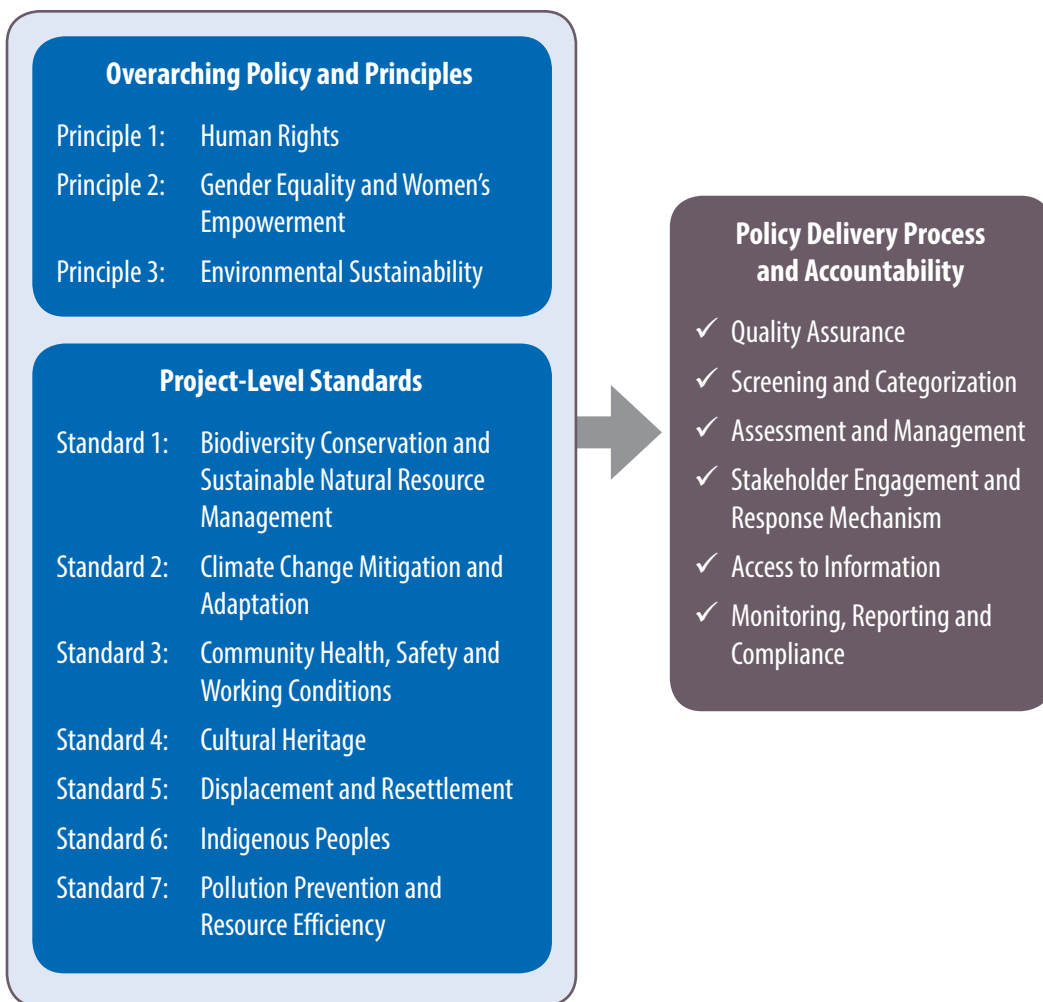 Overarching Policy and Principles
Principle 1: Human Rights
Principle 2: Gender Equality and Women’s
Empowerment
Principle 3: Environmental Sustainability
Project-Level Standards
Standard 1: Biodiversity Conservation and
Sustainable Natural Resource
Management
Standard 2: Climate Change Mitigation and
Adaptation
Standard 3: Community Health, Safety and
Working Conditions
Standard 4: Cultural Heritage
Standard 5: Displacement and Resettlement
Standard 6: Indigenous Peoples
Standard 7: Pollution Prevention and
Resource Efficiency
Policy Delivery Process
and Accountability
✓ Quality Assurance
✓ Screening and Categorization
✓ Assessment and Management
✓ Stakeholder Engagement and
Response Mechanism
✓ Access to Information
✓ Monitoring, Reporting and
Compliance